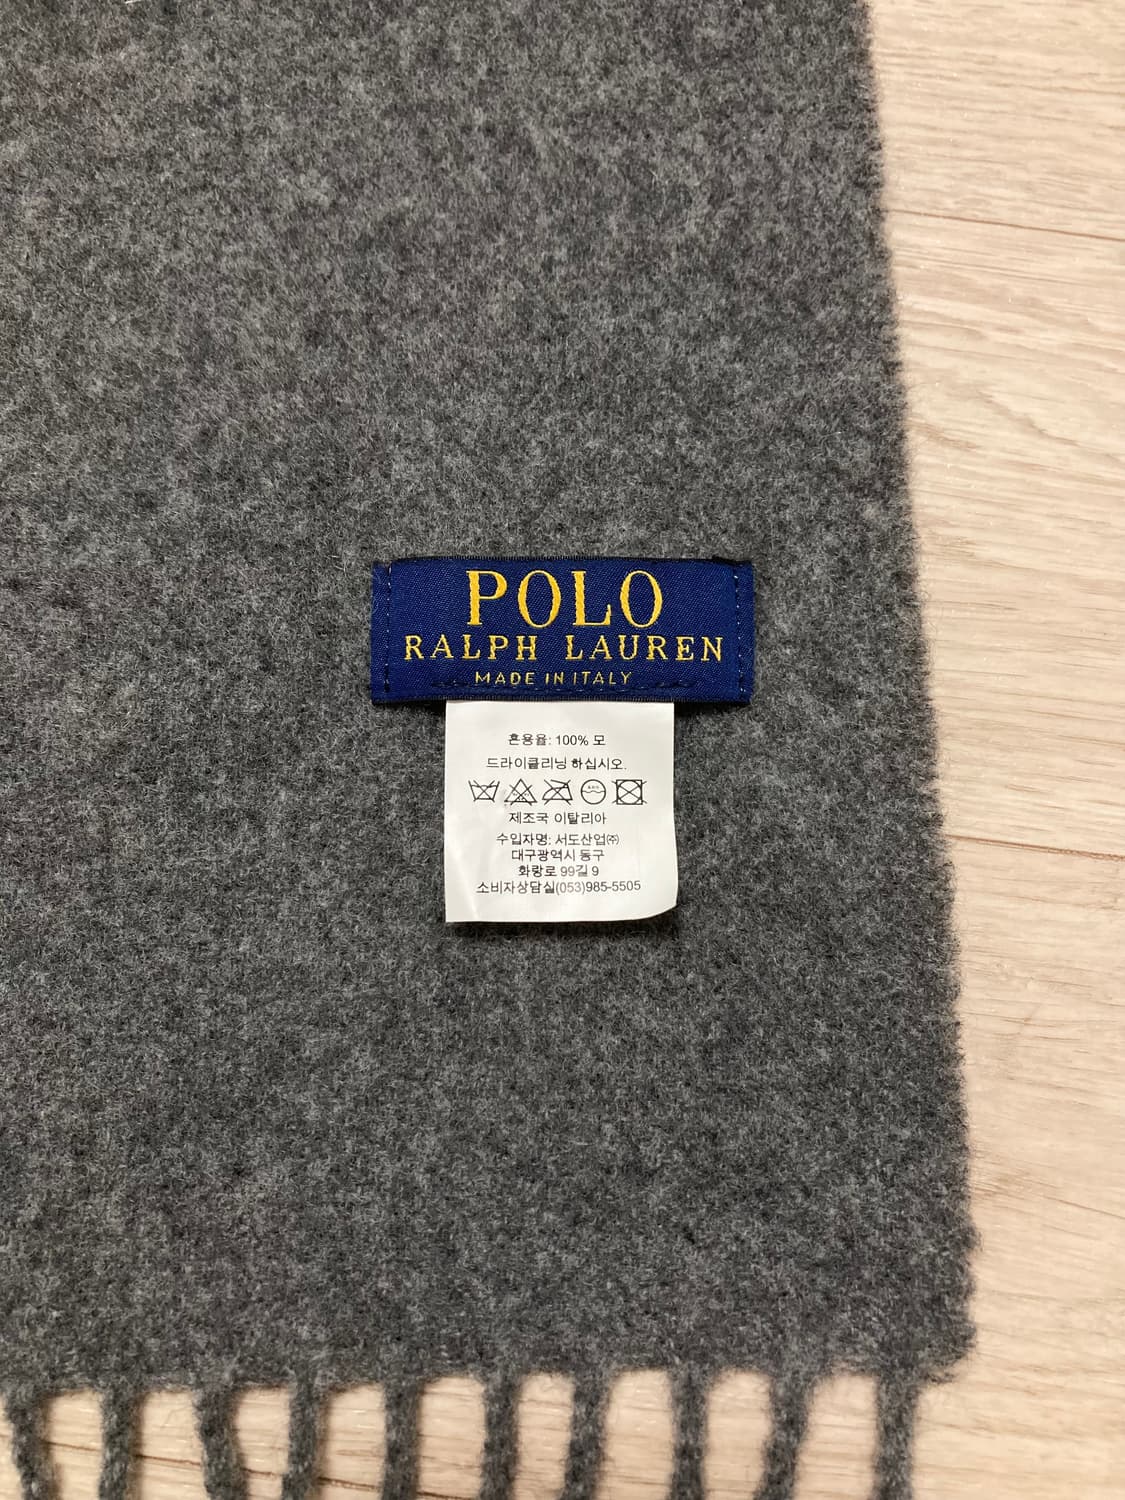 POLO
RALPH LAUREN
MADE IN ITALY
혼용율: 100% 모
드라이클리닝 하십시오.
제조국 이탈리아
수입자명: 서도산업㈜
대구광역시 동구
화랑로 99길 9
소비자상담실(053)985-5505